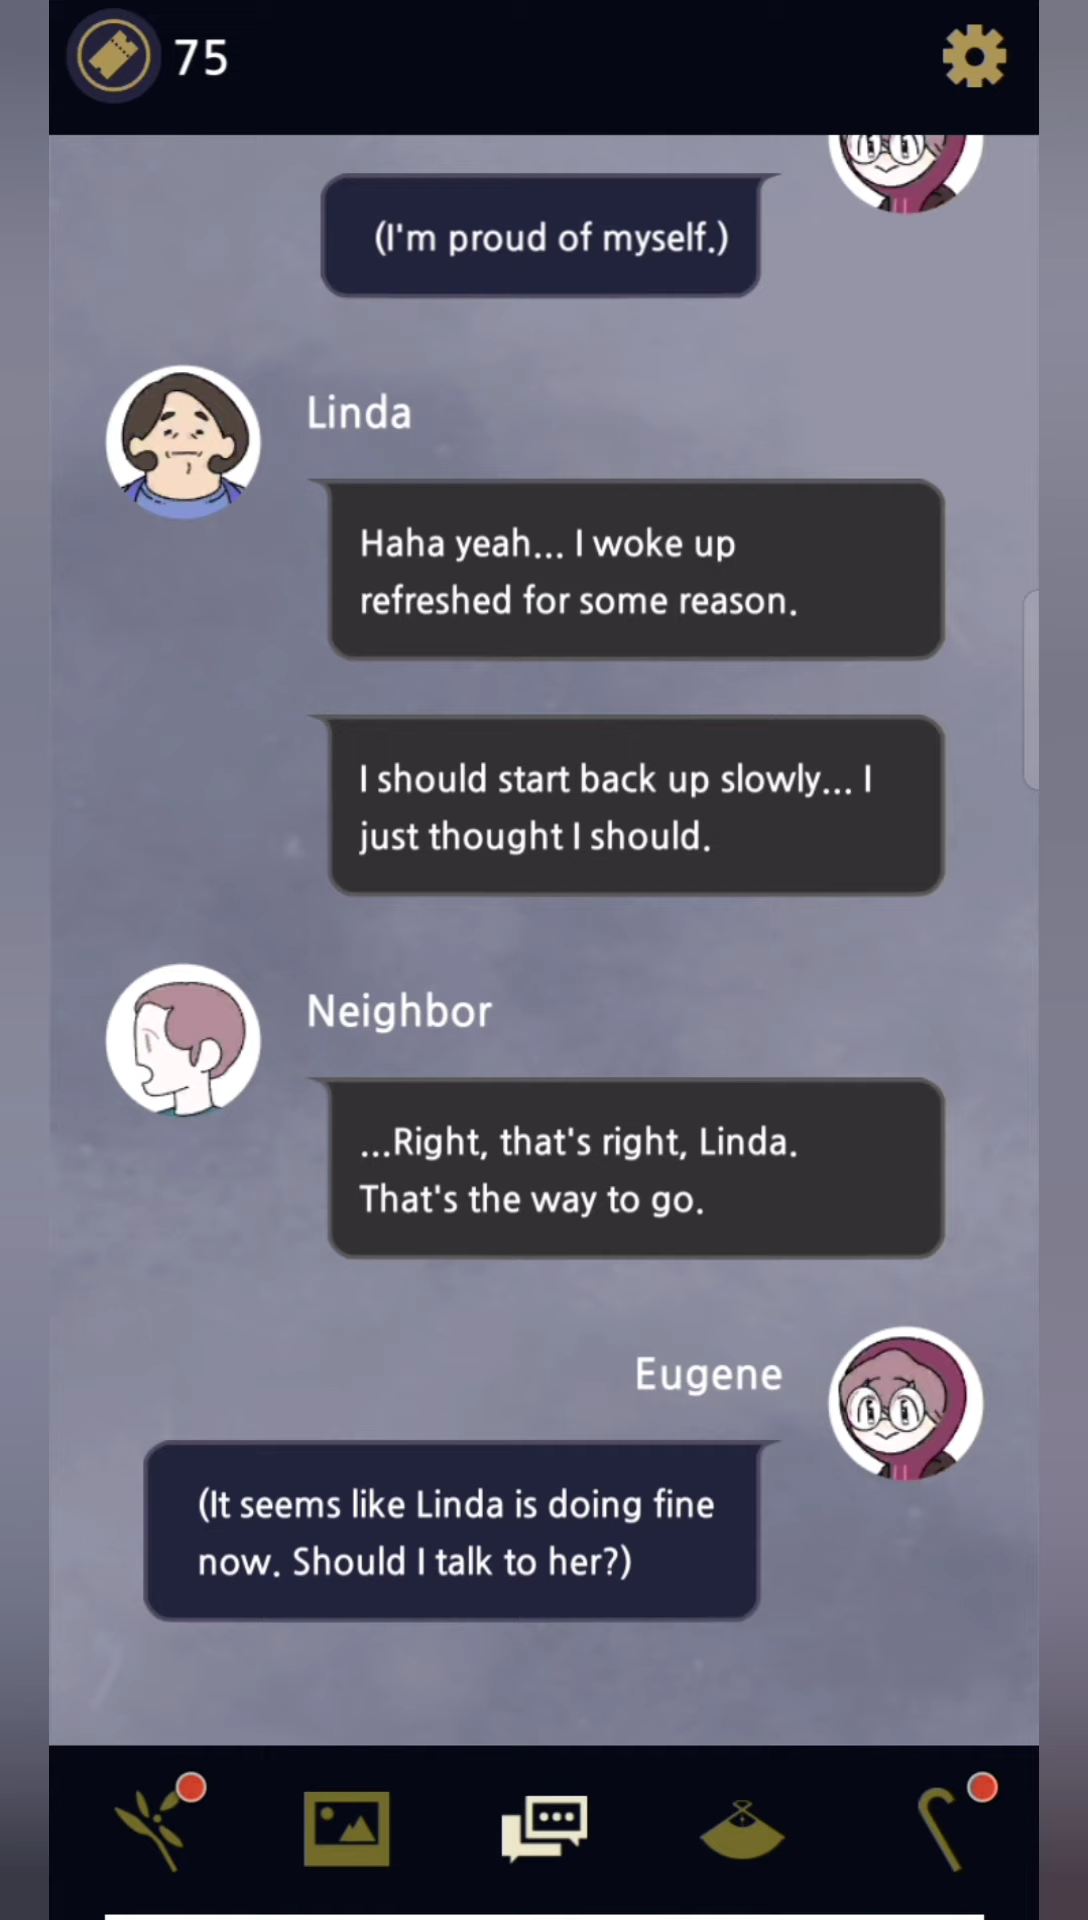 75
(I'm proud of myself.)
Linda
Haha yeah... I woke up
refreshed for some reason.
I should start back up slowly... I
just thought I should.
Neighbor
...Right, that's right, Linda.
That's the way to go.
Eugene
(It seems like Linda is doing fine
now. Should I talk to her?)